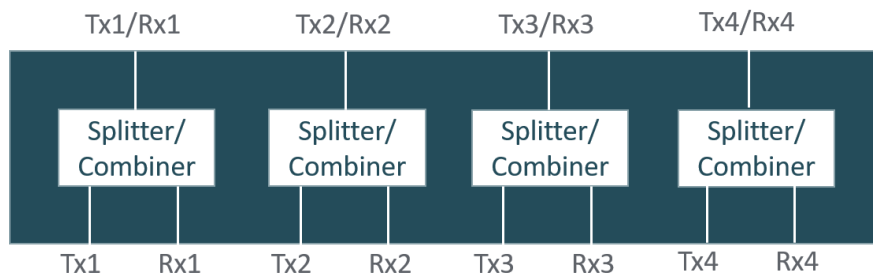 Tx1/Rx1
Tx2/Rx2
Tx3/Rx3
Tx4/Rx4
Splitter/
Combiner
Splitter/
Combiner
Splitter/
Combiner
Splitter/
Combiner
Tx1
Rx1
Tx2
Rx2
Tx3
Rx3
Tx4
Rx4